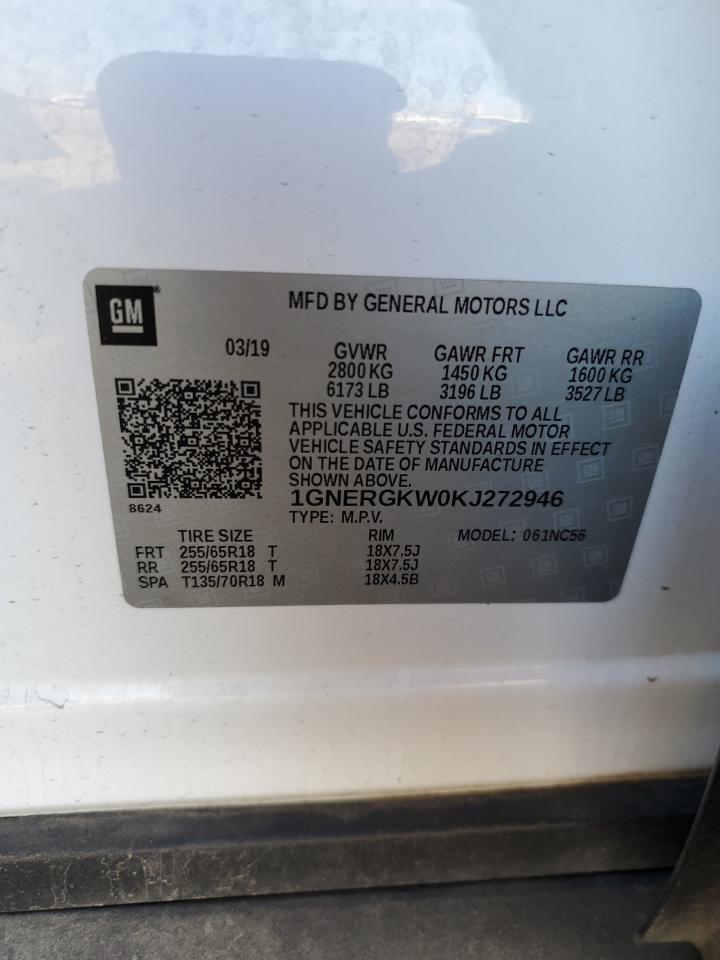 GM ®
MFD BY GENERAL MOTORS LLC
03/19 GVWR GAWR FRT GAWR RR
2800 KG 1450 KG 1600 KG
6173 LB 3196 LB 3527 LB
THIS VEHICLE CONFORMS TO ALL
APPLICABLE U.S. FEDERAL MOTOR
VEHICLE SAFETY STANDARDS IN EFFECT
ON THE DATE OF MANUFACTURE
SHOWN ABOVE.
1GNERGKW0KJ272946
8624
TYPE: M.P.V.
TIRE SIZE RIM MODEL: 061NC56
FRT 255/65R18 T 18X7.5J
RR 255/65R18 T 18X7.5J
SPA T135/70R18 M 18X4.5B